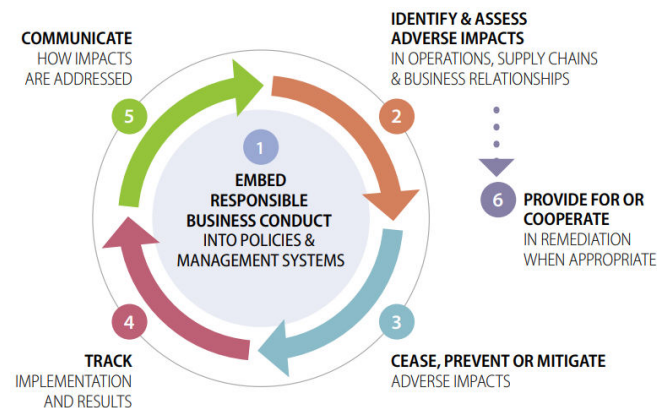 1
EMBED
RESPONSIBLE
BUSINESS CONDUCT
INTO POLICIES &
MANAGEMENT SYSTEMS
2
IDENTIFY & ASSESS
ADVERSE IMPACTS
IN OPERATIONS, SUPPLY CHAINS
& BUSINESS RELATIONSHIPS
3
CEASE, PREVENT OR MITIGATE
ADVERSE IMPACTS
4
TRACK
IMPLEMENTATION
AND RESULTS
5
COMMUNICATE
HOW IMPACTS
ARE ADDRESSED
6
PROVIDE FOR OR
COOPERATE
IN REMEDIATION
WHEN APPROPRIATE